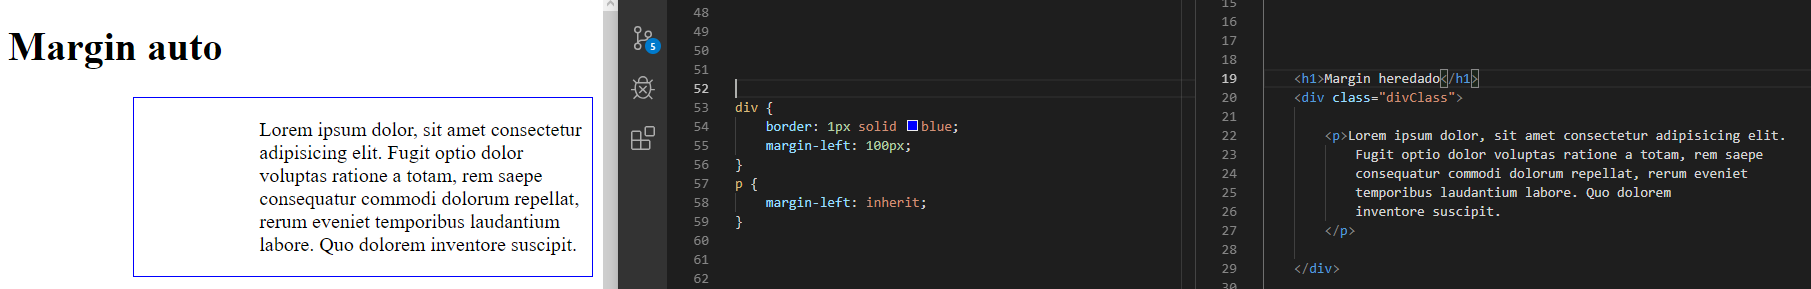 Margin auto
Lorem ipsum dolor, sit amet consectetur
adipisicing elit. Fugit optio dolor
voluptas ratione a totam, rem saepe
consequatur commodi dolorum repellat,
rerum eveniet temporibus laudantium
labore. Quo dolorem inventore suscipit.
5
48
49
50
51
52
53 div {
54 border: 1px solid blue;
55 margin-left: 100px;
56 }
57 p {
58 margin-left: inherit;
59 }
60
61
62
15
16
17
18
19 <h1>Margin heredado</h1>
20 <div class="divClass">
21
22 <p>Lorem ipsum dolor, sit amet consectetur adipisicing elit.
23 Fugit optio dolor voluptas ratione a totam, rem saepe
24 consequatur commodi dolorum repellat, rerum eveniet
25 temporibus laudantium labore. Quo dolorem
26 inventore suscipit.
27 </p>
28
29 </div>
30